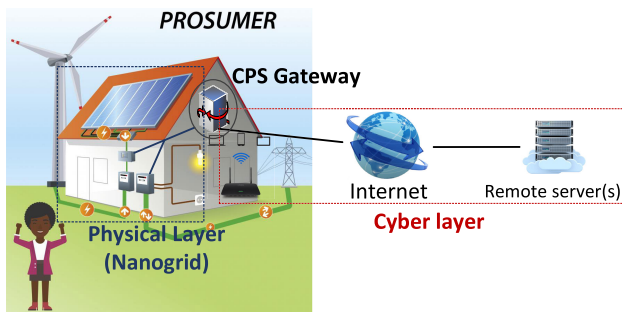 PROSUMER
CPS Gateway
Internet
Remote server(s)
Cyber layer
Physical Layer
(Nanogrid)